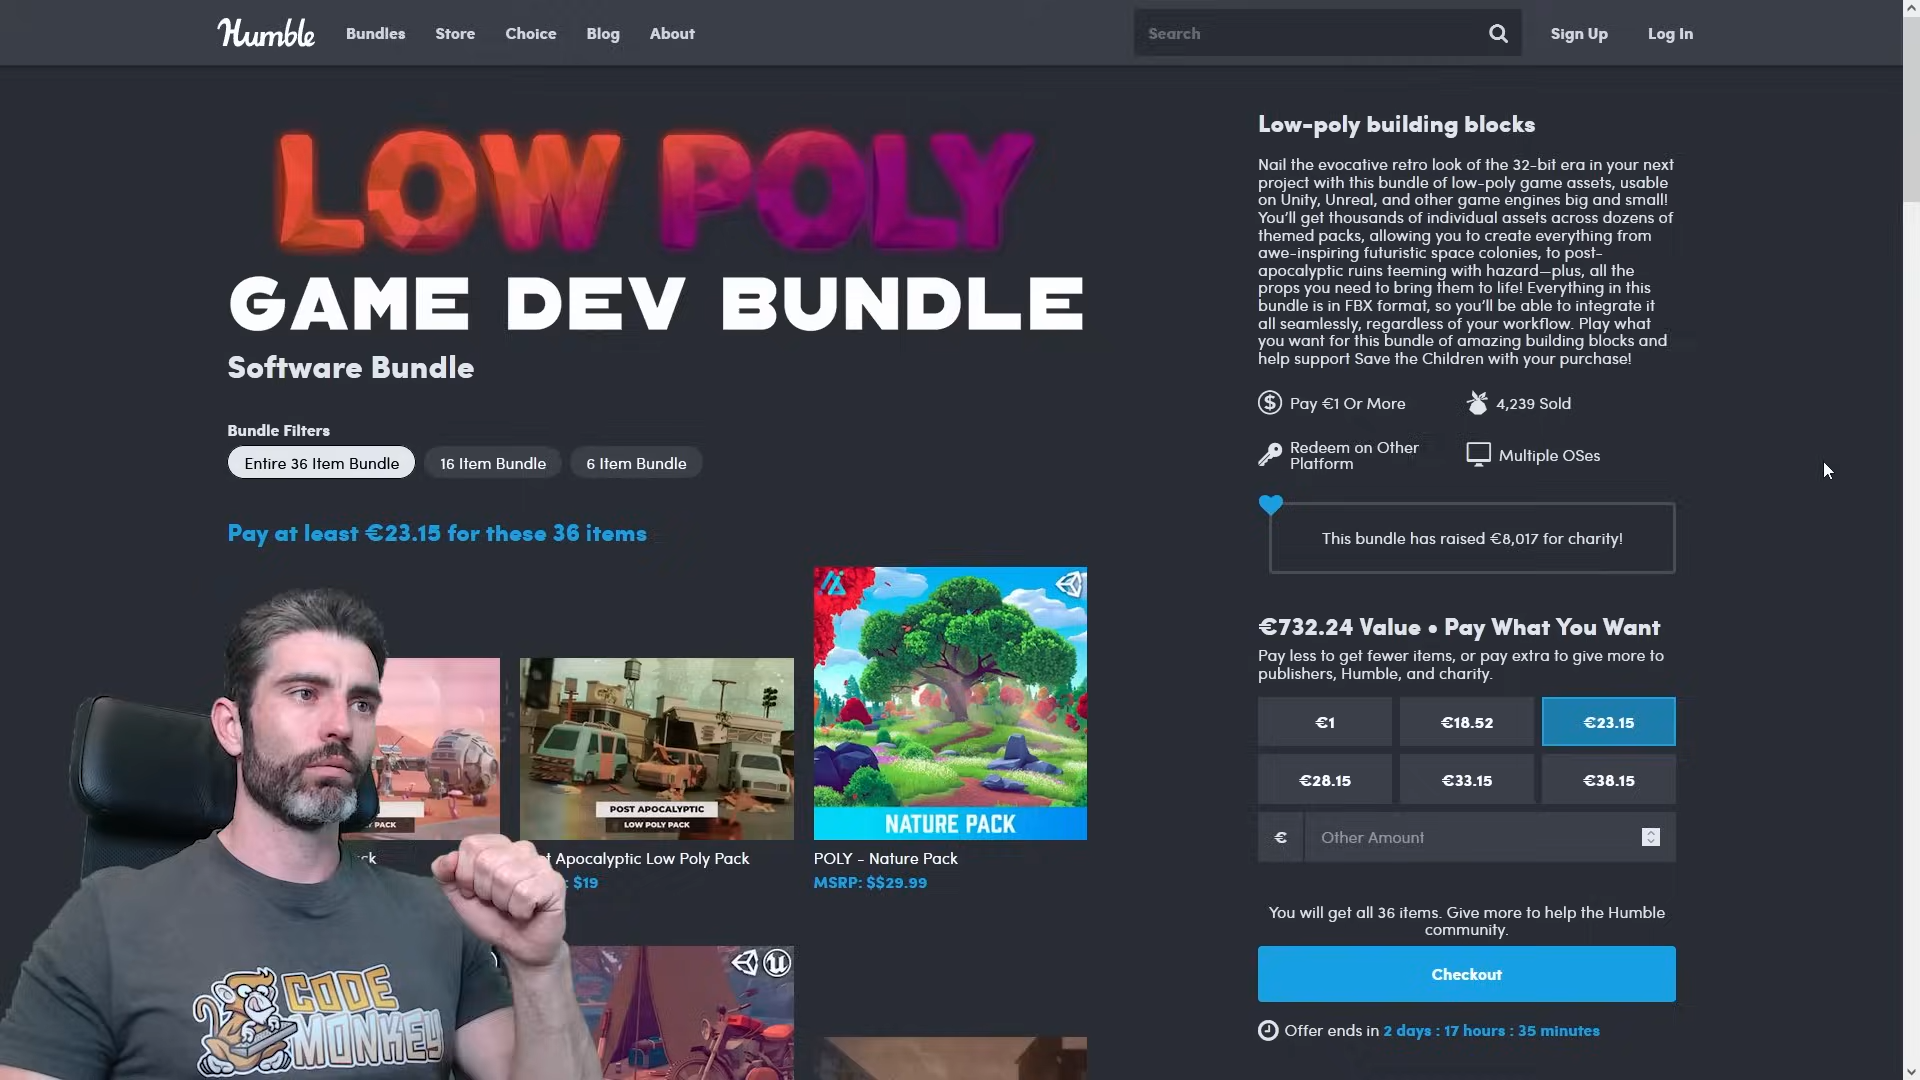 Humble
Bundles
Store
Choice
Blog
About
Search
Sign Up
Log In
LOW POLY
GAME DEV BUNDLE
Software Bundle
Bundle Filters
Entire 36 Item Bundle
16 Item Bundle
6 Item Bundle
Pay at least €23.15 for these 36 items
PACK
POST APOCALYPTIC
LOW POLY PACK
Apocalyptic Low Poly Pack
: $19
NATURE PACK
POLY - Nature Pack
MSRP: $$29.99
CODE
MONKEY
Low-poly building blocks
Nail the evocative retro look of the 32-bit era in your next
project with this bundle of low-poly game assets, usable
on Unity, Unreal, and other game engines big and small!
You'll get thousands of individual assets across dozens of
themed packs, allowing you to create everything from
awe-inspiring futuristic space colonies, to post-
apocalyptic ruins teeming with hazard—plus, all the
props you need to bring them to life! Everything in this
bundle is in FBX format, so you'll be able to integrate it
all seamlessly, regardless of your workflow. Play what
you want for this bundle of amazing building blocks and
help support Save the Children with your purchase!
Pay €1 Or More
4,239 Sold
Redeem on Other
Platform
Multiple OSes
This bundle has raised €8,017 for charity!
€732.24 Value • Pay What You Want
Pay less to get fewer items, or pay extra to give more to
publishers, Humble, and charity.
€1
€18.52
€23.15
€28.15
€33.15
€38.15
€
Other Amount
You will get all 36 items. Give more to help the Humble
community.
Checkout
Offer ends in 2 days : 17 hours : 35 minutes